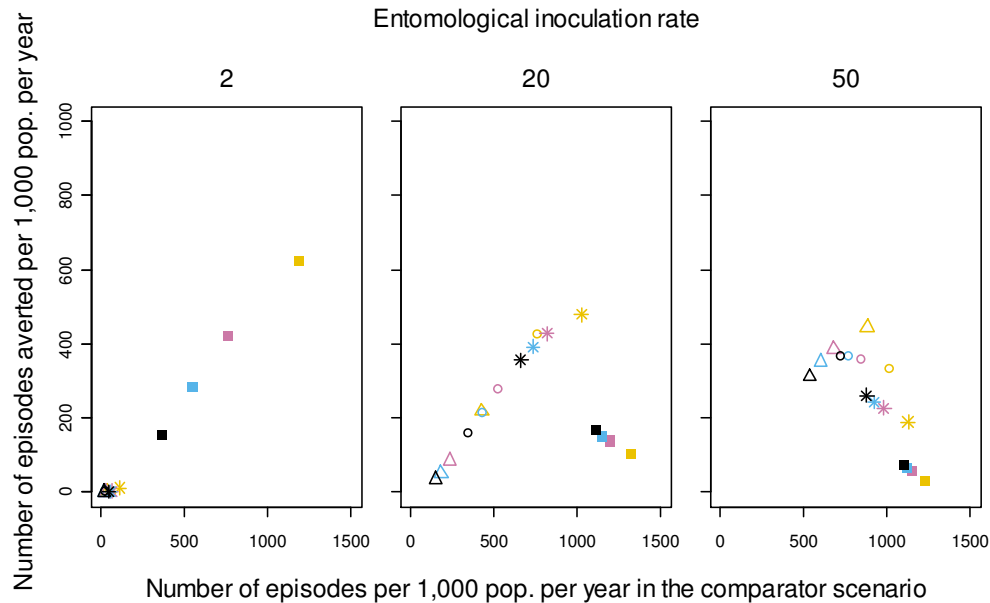 Entomological inoculation rate
2 20 50
Number of episodes averted per 1,000 pop. per year
1000
800
600
400
200
0
0 500 1000 1500 0 500 1000 1500 0 500 1000 1500
Number of episodes per 1,000 pop. per year in the comparator scenario